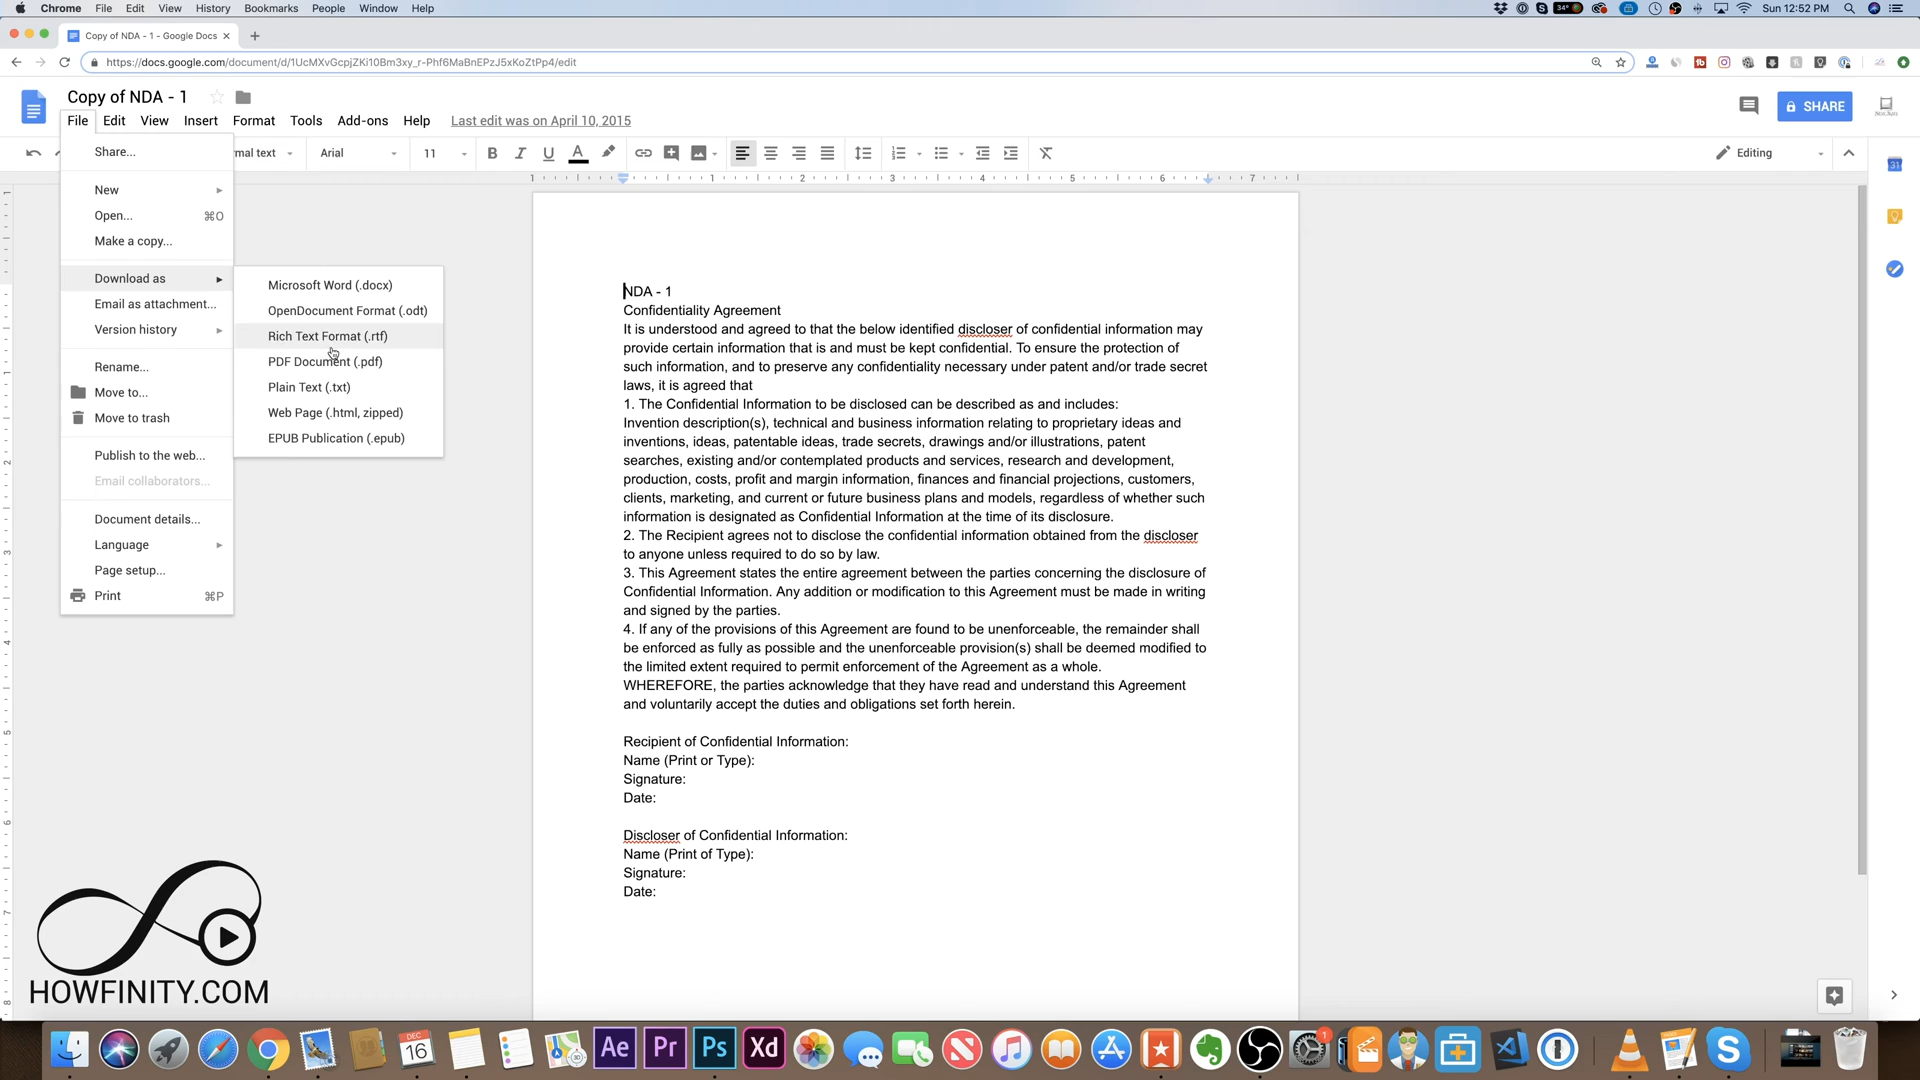 Chrome File Edit View History Bookmarks People Window Help
34° Sun 12:52 PM
Copy of NDA - 1 - Google Docs
https://docs.google.com/document/d/1UcMXvGcpjZKi10Bm3xy_r-Phf6MaBnEPzJ5xKoZtPp4/edit
Copy of NDA - 1
SHARE
File Edit View Insert Format Tools Add-ons Help Last edit was on April 10, 2015
rmal text Arial 11 B I U A Editing
1 1 2 3 4 5 6 7
Share...
New
Open... ⌘O
Make a copy...
Download as
Email as attachment...
Version history
Rename...
Move to...
Move to trash
Publish to the web...
Email collaborators...
Document details...
Language
Page setup...
Print ⌘P
Microsoft Word (.docx)
OpenDocument Format (.odt)
Rich Text Format (.rtf)
PDF Document (.pdf)
Plain Text (.txt)
Web Page (.html, zipped)
EPUB Publication (.epub)
NDA - 1
Confidentiality Agreement
It is understood and agreed to that the below identified discloser of confidential information may
provide certain information that is and must be kept confidential. To ensure the protection of
such information, and to preserve any confidentiality necessary under patent and/or trade secret
laws, it is agreed that
1. The Confidential Information to be disclosed can be described as and includes:
Invention description(s), technical and business information relating to proprietary ideas and
inventions, ideas, patentable ideas, trade secrets, drawings and/or illustrations, patent
searches, existing and/or contemplated products and services, research and development,
production, costs, profit and margin information, finances and financial projections, customers,
clients, marketing, and current or future business plans and models, regardless of whether such
information is designated as Confidential Information at the time of its disclosure.
2. The Recipient agrees not to disclose the confidential information obtained from the discloser
to anyone unless required to do so by law.
3. This Agreement states the entire agreement between the parties concerning the disclosure of
Confidential Information. Any addition or modification to this Agreement must be made in writing
and signed by the parties.
4. If any of the provisions of this Agreement are found to be unenforceable, the remainder shall
be enforced as fully as possible and the unenforceable provision(s) shall be deemed modified to
the limited extent required to permit enforcement of the Agreement as a whole.
WHEREFORE, the parties acknowledge that they have read and understand this Agreement
and voluntarily accept the duties and obligations set forth herein.
Recipient of Confidential Information:
Name (Print or Type):
Signature:
Date:
Discloser of Confidential Information:
Name (Print of Type):
Signature:
Date:
HOWFINITY.COM
DEC
16
Ae Pr Ps Xd
1